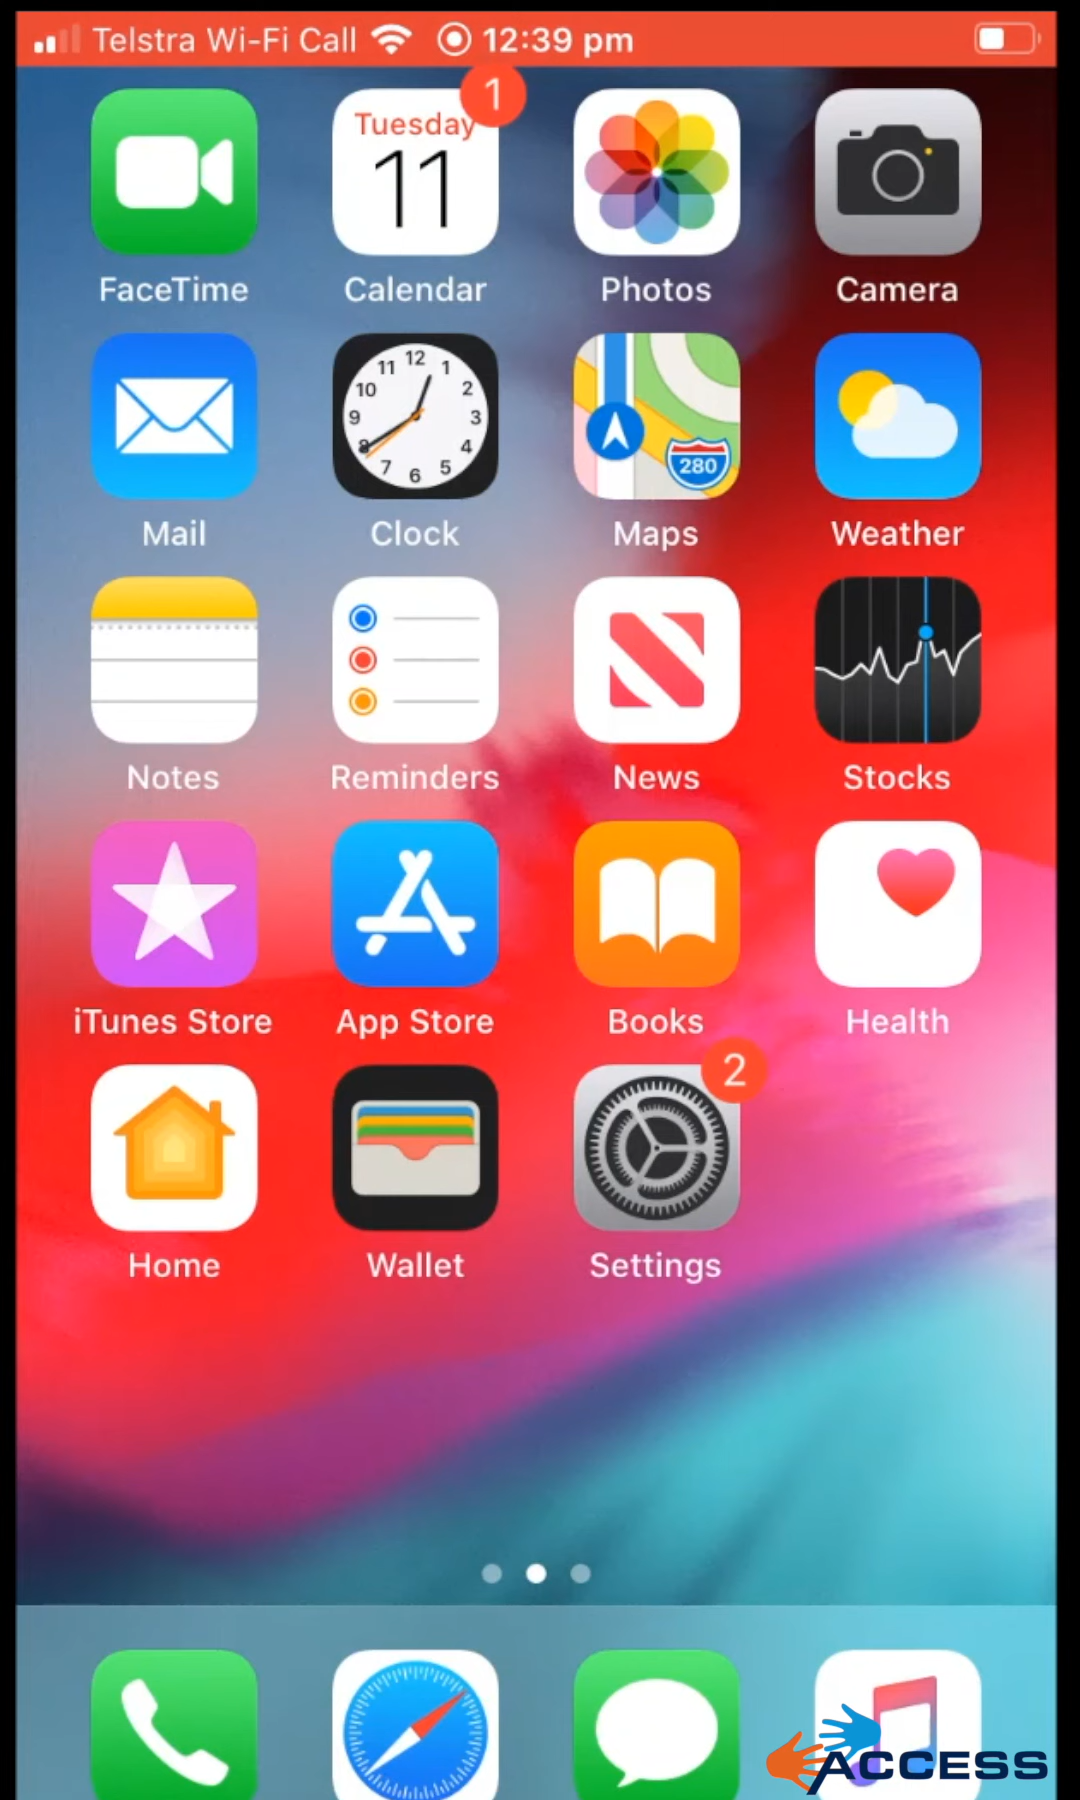 Telstra Wi-Fi Call 12:39 pm
1
Tuesday
11
FaceTime Calendar Photos Camera
12
11 1
10 2
9 3
8 4
7 5
6
280
Mail Clock Maps Weather
Notes Reminders News Stocks
iTunes Store App Store Books Health
2
Home Wallet Settings
ACCESS